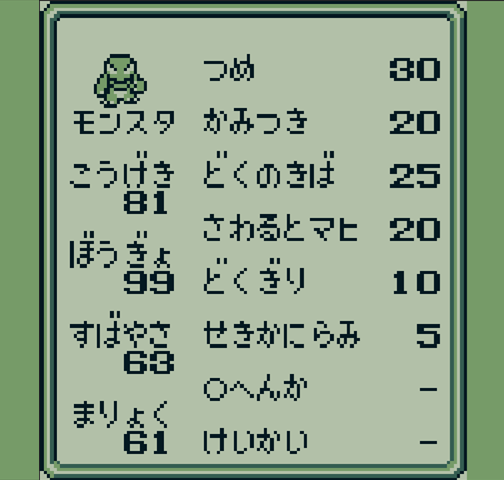 つめ 30
モンスタ かみつき 20
こうげき どくのきば 25
81
さわるとマヒ 20
ぼうぎょ
99 どくぎり 10
すばやさ せきかにらみ 5
63
○へんか -
まりょく
61 けいかい -